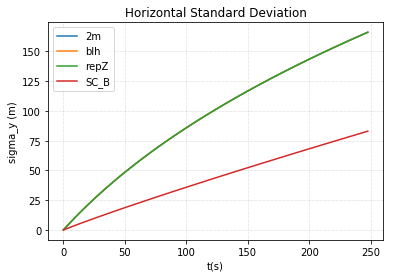 Horizontal Standard Deviation
2m
blh
repZ
SC_B
sigma_y (m)
150
125
100
75
50
25
0
0 50 100 150 200 250
t(s)